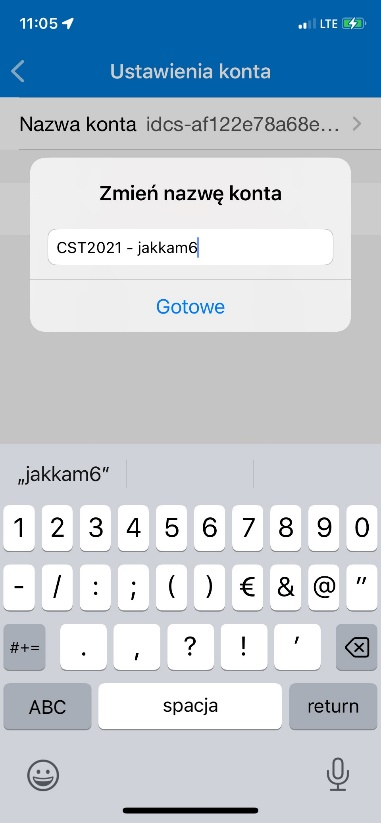 11:05 LTE
Ustawienia konta
Nazwa konta idcs-af122e78a68e...
Zmień nazwę konta
CST2021 - jakkam6
Gotowe
„jakkam6”
1 2 3 4 5 6 7 8 9 0
- / : ; ( ) € & @ "
#+= . , ? ! '
ABC spacja return